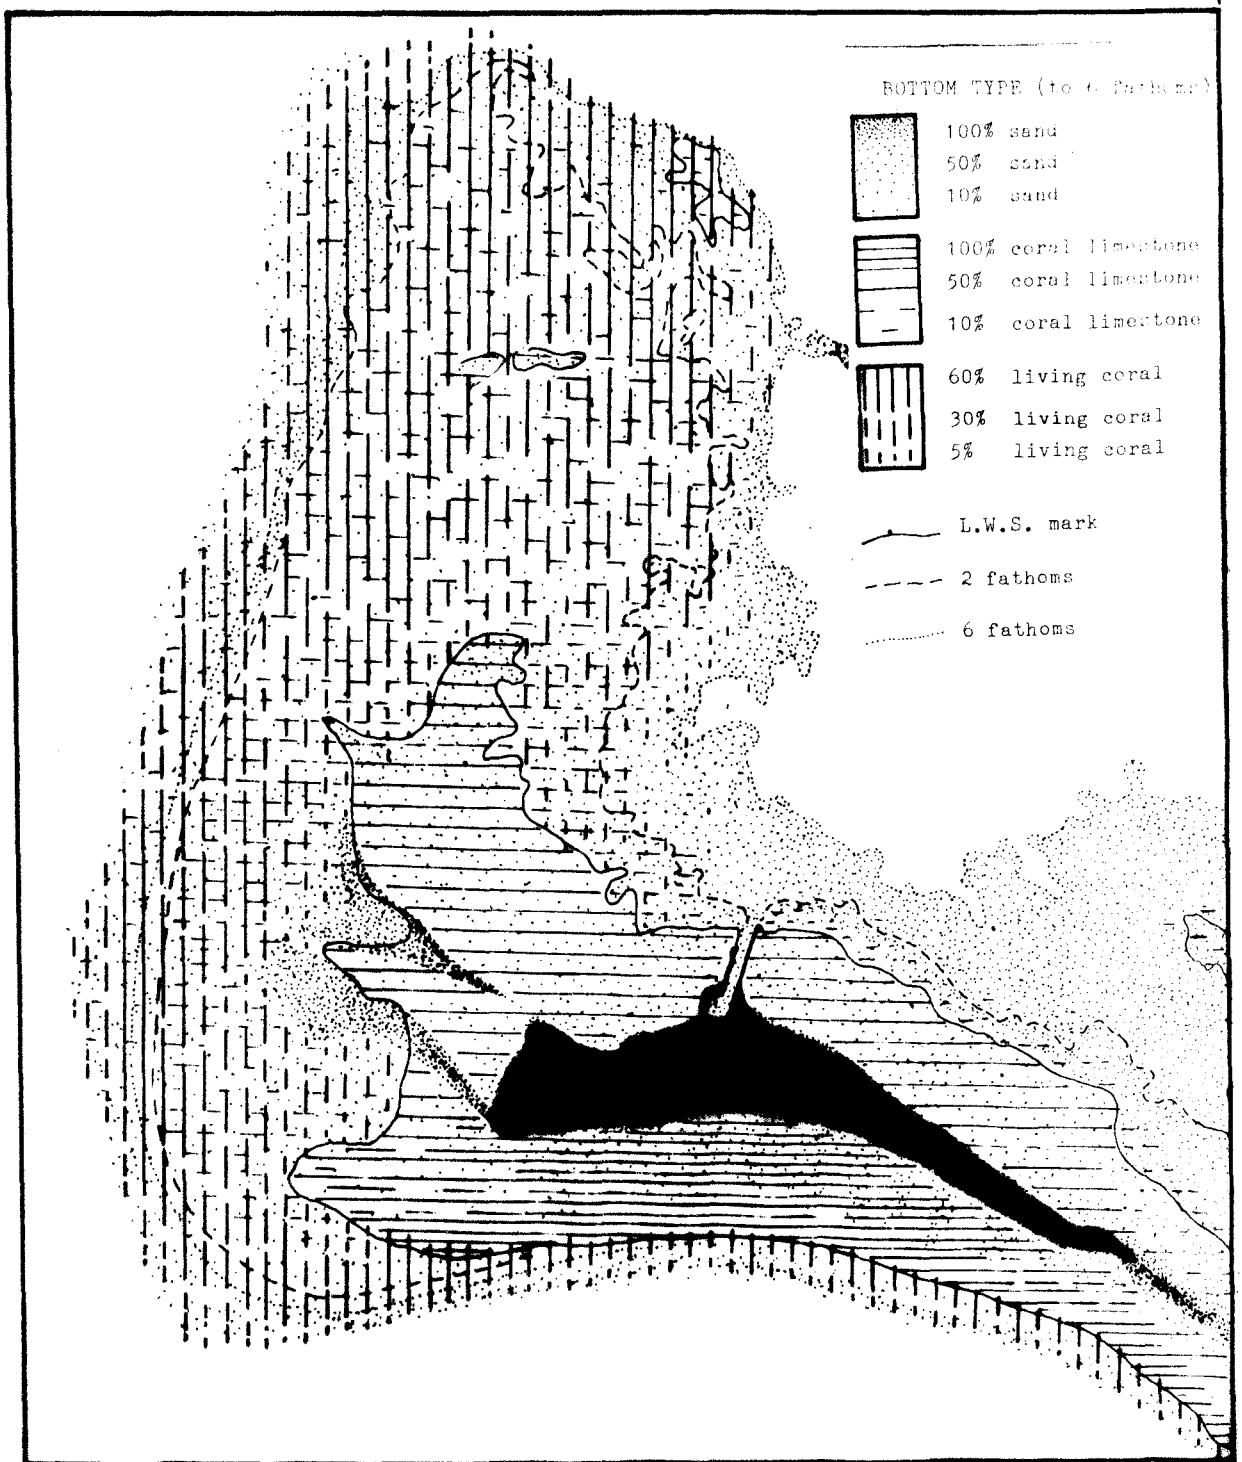 BOTTOM TYPE (to 6 fathoms)
100% sand
50% sand
10% sand
100% coral limestone
50% coral limestone
10% coral limestone
60% living coral
30% living coral
5% living coral
L.W.S. mark
2 fathoms
6 fathoms